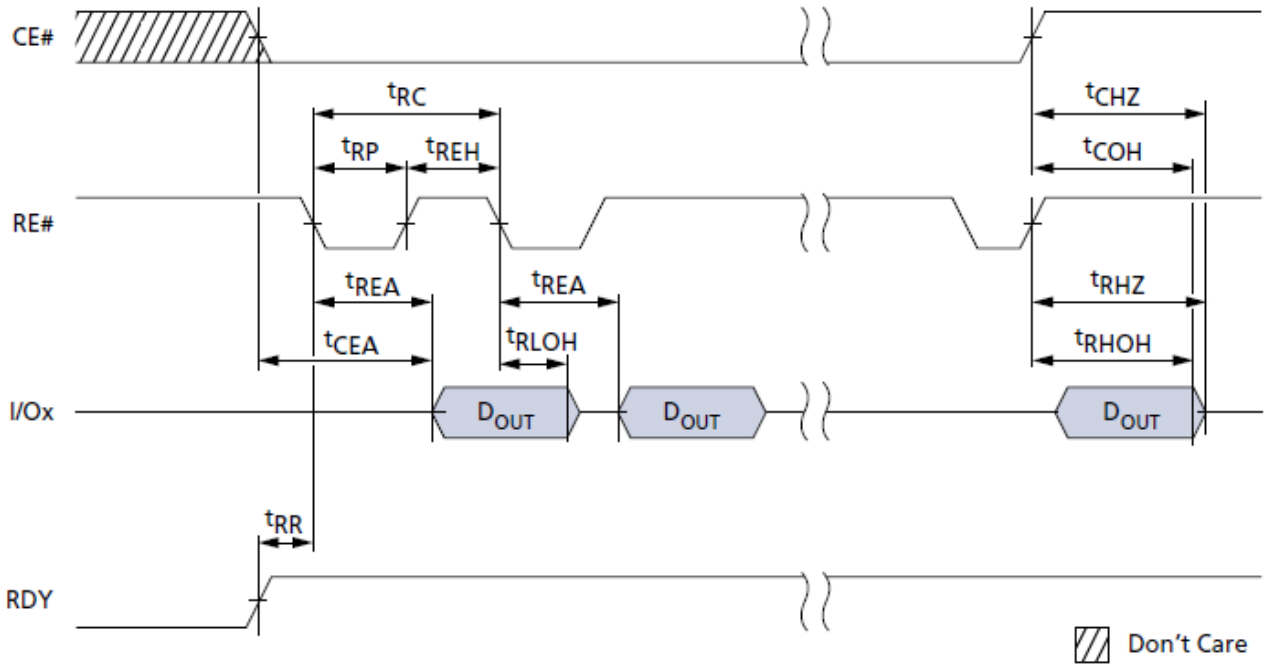 CE#
tRC
tCHZ
tRP
tREH
tCOH
RE#
tREA
tREA
tRHZ
tCEA
tRLOH
tRHOH
I/Ox
DOUT
DOUT
DOUT
tRR
RDY
Don't Care